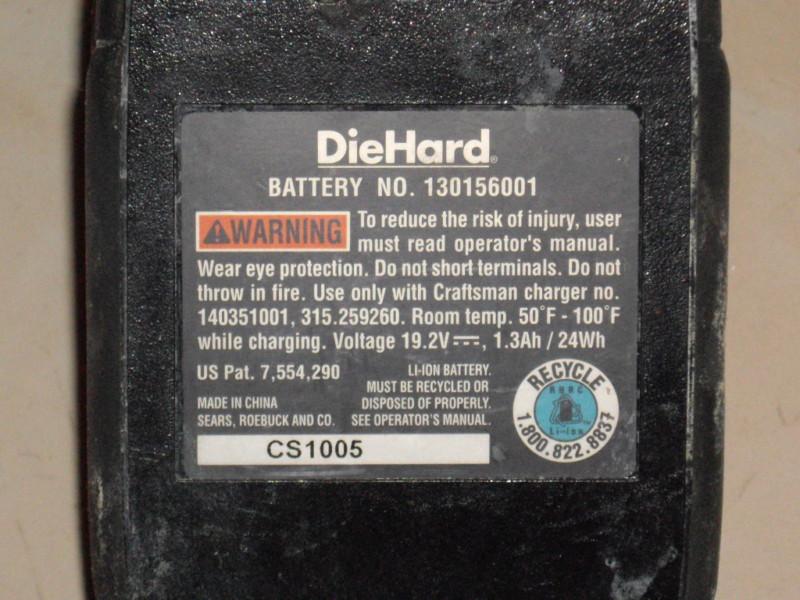 DieHard®
BATTERY NO. 130156001
WARNING To reduce the risk of injury, user
must read operator's manual.
Wear eye protection. Do not short terminals. Do not
throw in fire. Use only with Craftsman charger no.
140351001, 315.259260. Room temp. 50°F - 100°F
while charging. Voltage 19.2V⎓, 1.3Ah / 24Wh
US Pat. 7,554,290
LI-ION BATTERY.
MUST BE RECYCLED OR
DISPOSED OF PROPERLY.
SEE OPERATOR'S MANUAL.
MADE IN CHINA
SEARS, ROEBUCK AND CO.
RECYCLE
RBRC
Li-ion
1.800.822.8837
CS1005